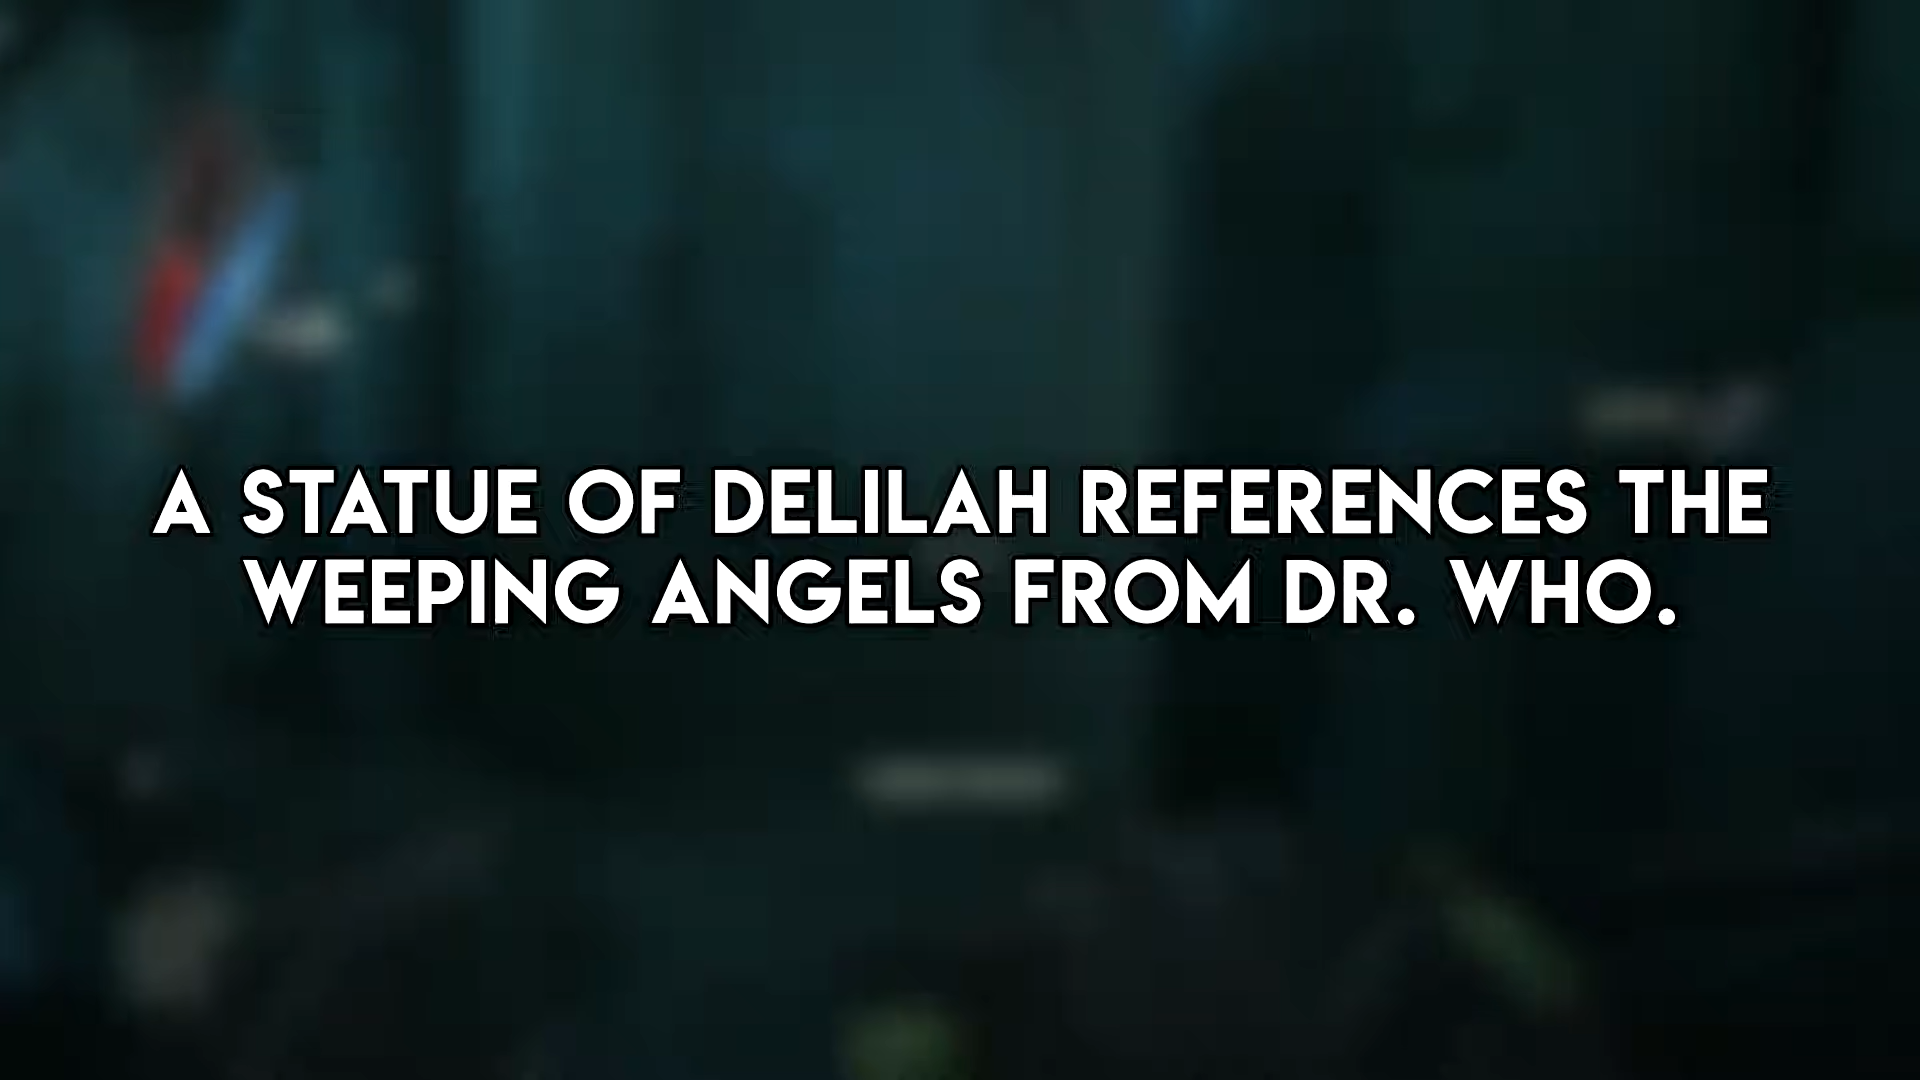 A STATUE OF DELILAH REFERENCES THE
WEEPING ANGELS FROM DR. WHO.